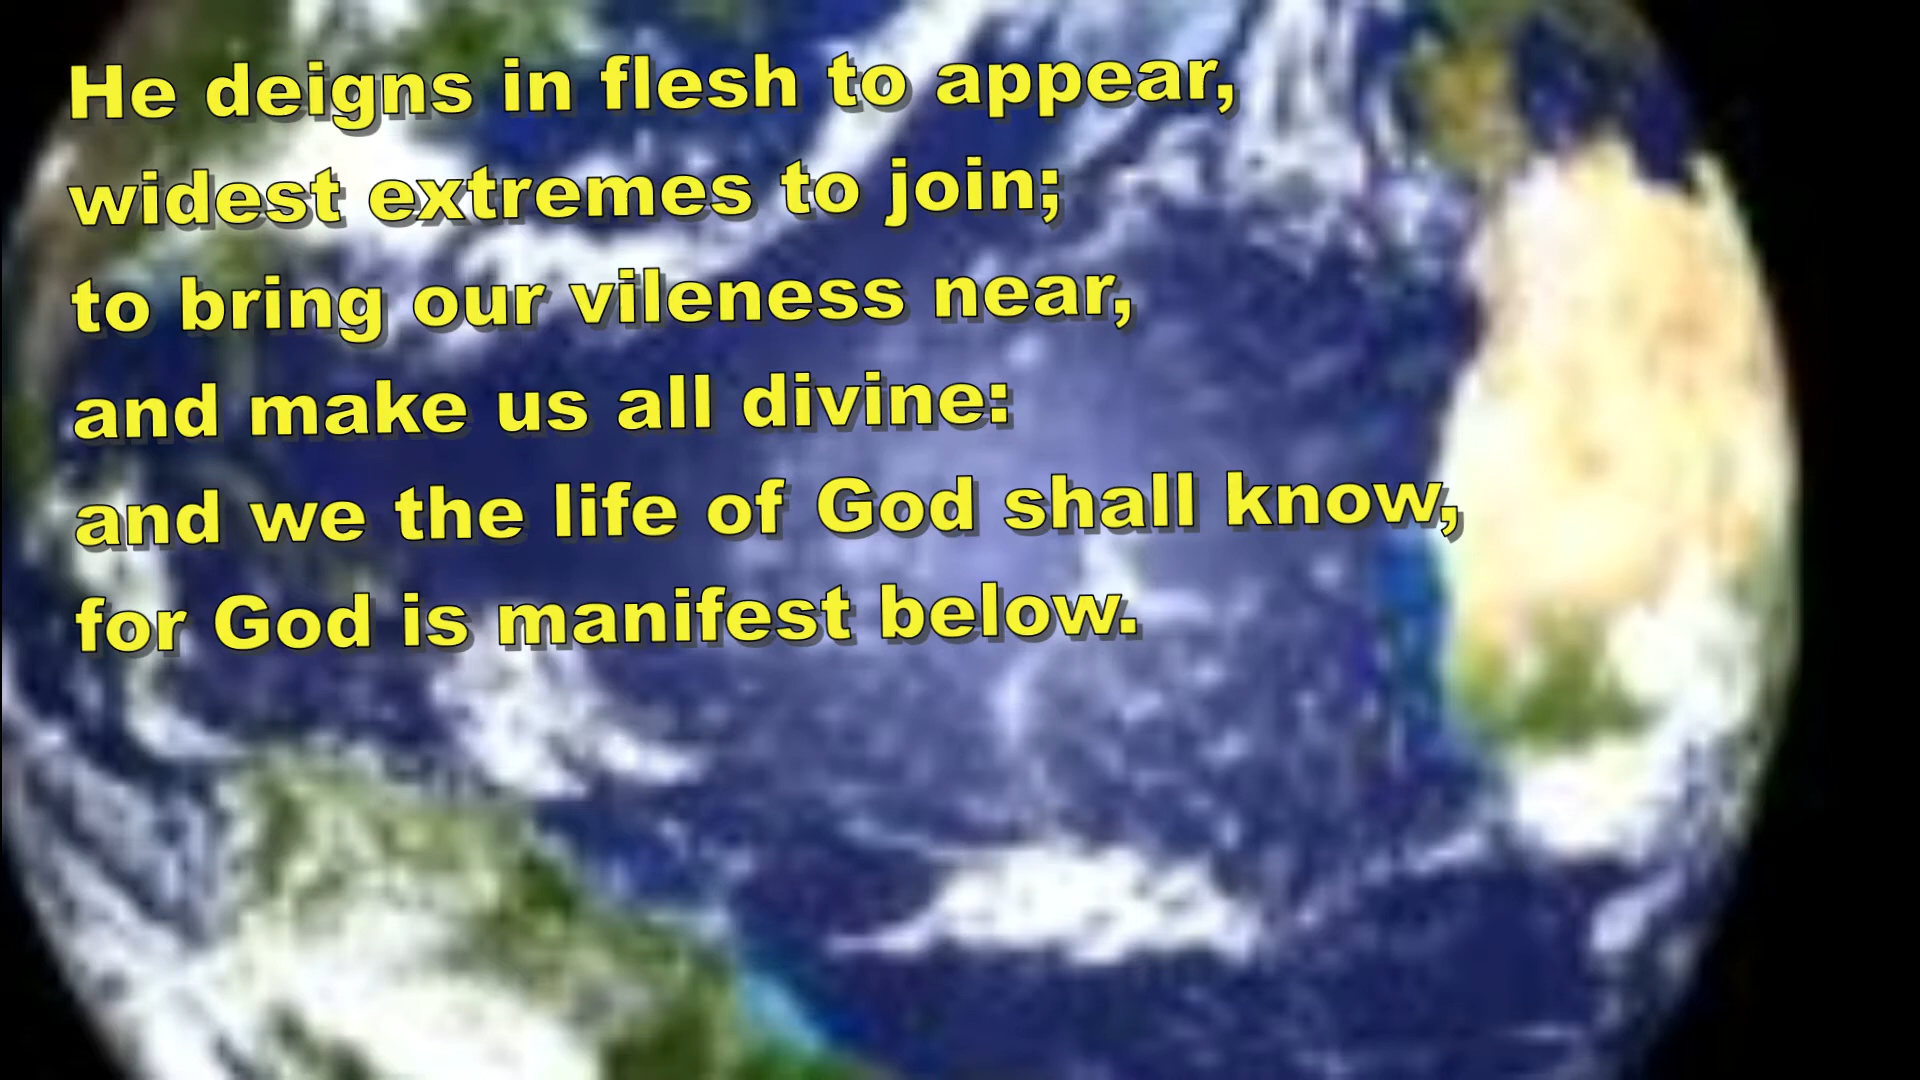 He deigns in flesh to appear,
widest extremes to join;
to bring our vileness near,
and make us all divine:
and we the life of God shall know,
for God is manifest below.